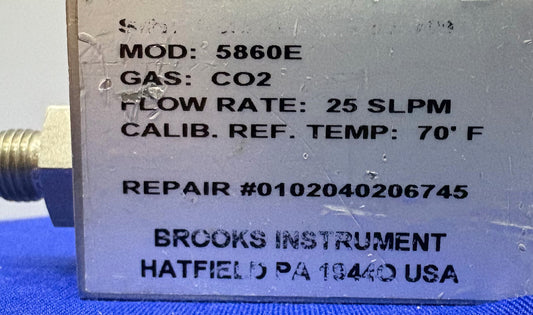 MOD: 5860E
GAS: CO2
FLOW RATE: 25 SLPM
CALIB. REF. TEMP: 70° F
REPAIR #0102040206745
BROOKS INSTRUMENT
HATFIELD PA 19440 USA